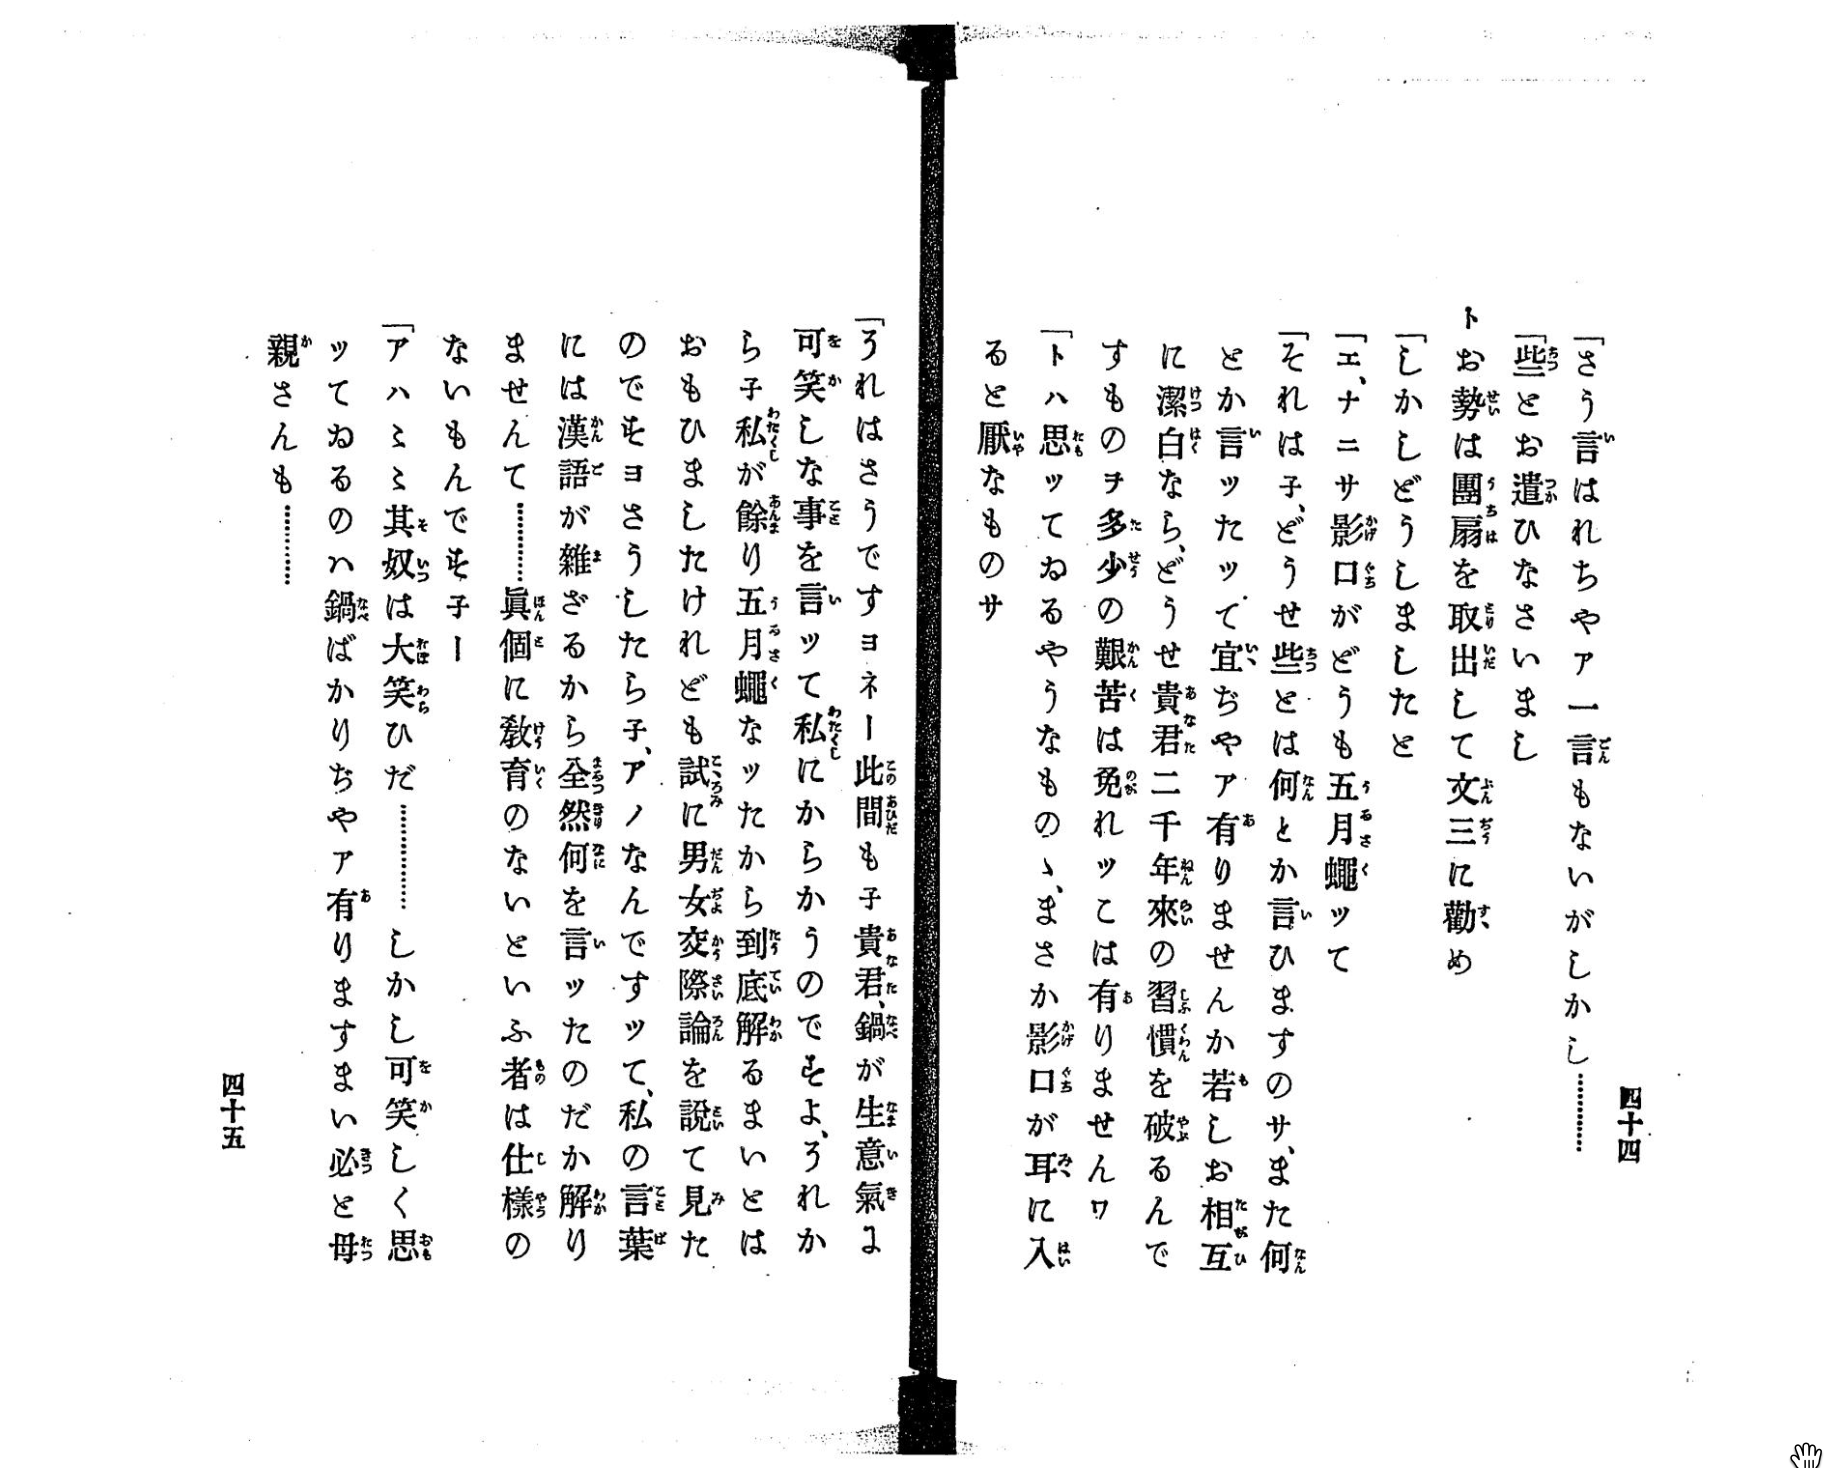 「さう言はれちやア一言もないがしかし…………
「些とお遣ひなさいまし
トお勢は團扇を取出して文三に勸め
「しかしどうしましたと
「エ、ナニサ影口がどうも五月蠅ッて
「それは子、どうせ些とは何とか言ひますのサ、また何
とか言ッたッて宜ぢやア有りませんか若しお相互
に潔白なら、どうせ貴君二千年來の習慣を破るんで
すものヲ多少の艱苦は免れッこは有りませんワ
「トハ思ッてゐるやうなものゝ、まさか影口が耳に入
ると厭なものサ
四十四
「それはさうですヨネー此間も子貴君、鍋が生意氣に
可笑しな事を言ッて私にからかうのですよ、それか
ら子私が餘り五月蠅なッたから到底解るまいとは
おもひましたけれども試に男女交際論を説て見た
のですヨさうしたら子、アノなんですッて、私の言葉
には漢語が雜ざるから全然何を言ッたのだか解り
ませんて…………眞個に敎育のないといふ者は仕樣の
ないもんです子ー
「アハヽヽ其奴は大笑ひだ…………しかし可笑しく思
ッてゐるのハ鍋ばかりぢやア有りますまい必と母
親さんも…………
四十五